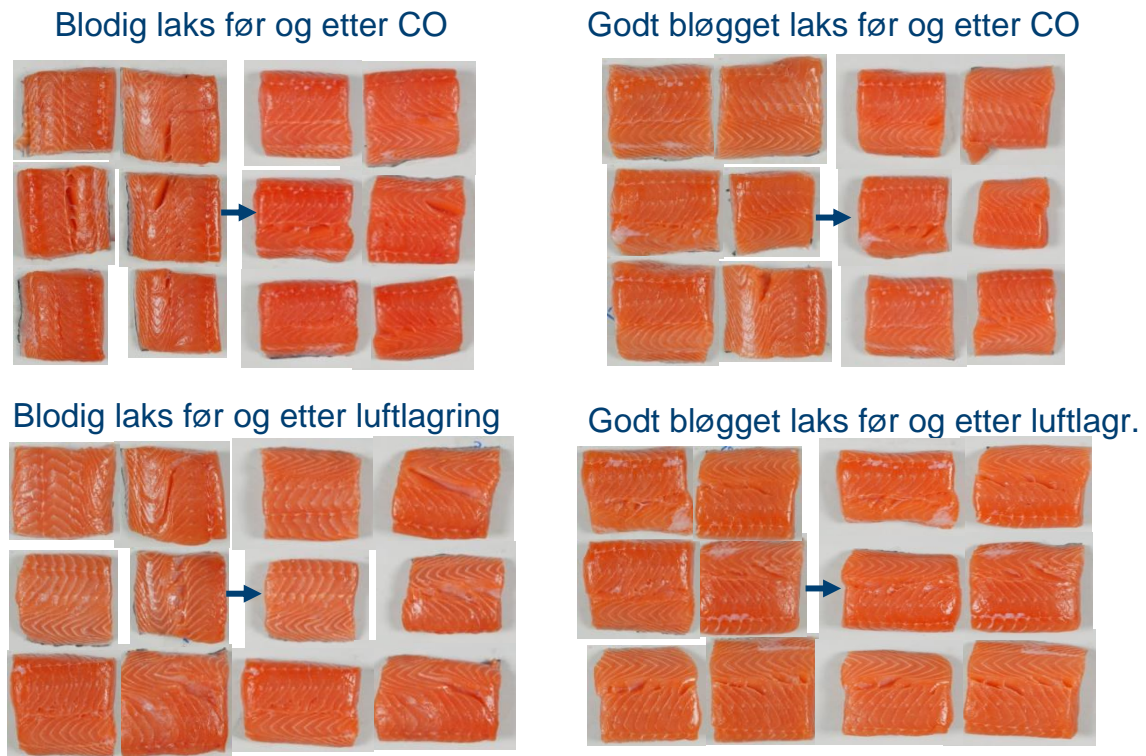 Blodig laks før og etter CO
Godt bløgget laks før og etter CO
Blodig laks før og etter luftlagring
Godt bløgget laks før og etter luftlagr.